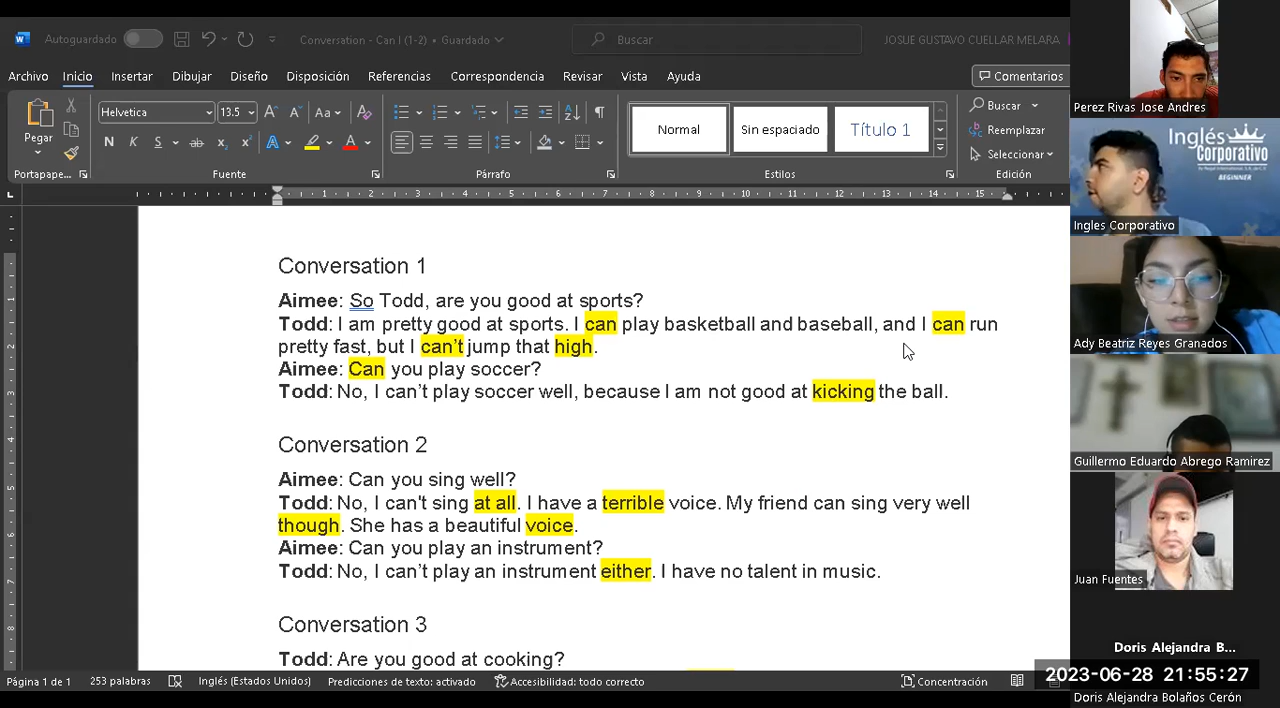 Autoguardado
Conversation - Can I (1-2) • Guardado
Buscar
JOSUE GUSTAVO CUELLAR MELARA
Archivo Inicio Insertar Dibujar Diseño Disposición Referencias Correspondencia Revisar Vista Ayuda
Comentarios
Pegar
Helvetica 13.5
Normal
Sin espaciado
Título 1
Buscar
Reemplazar
Seleccionar
Portapape...
Fuente
Párrafo
Estilos
Edición
Conversation 1
Aimee: So Todd, are you good at sports?
Todd: I am pretty good at sports. I can play basketball and baseball, and I can run
pretty fast, but I can’t jump that high.
Aimee: Can you play soccer?
Todd: No, I can’t play soccer well, because I am not good at kicking the ball.
Conversation 2
Aimee: Can you sing well?
Todd: No, I can't sing at all. I have a terrible voice. My friend can sing very well
though. She has a beautiful voice.
Aimee: Can you play an instrument?
Todd: No, I can’t play an instrument either. I have no talent in music.
Conversation 3
Todd: Are you good at cooking?
Página 1 de 1 253 palabras Inglés (Estados Unidos) Predicciones de texto: activado Accesibilidad: todo correcto Concentración
Perez Rivas Jose Andres
Inglés
Corporativo
BEGINNER
Ingles Corporativo
Ady Beatriz Reyes Granados
Guillermo Eduardo Abrego Ramirez
Juan Fuentes
Doris Alejandra B...
2023-06-28 21:55:27
Doris Alejandra Bolaños Cerón